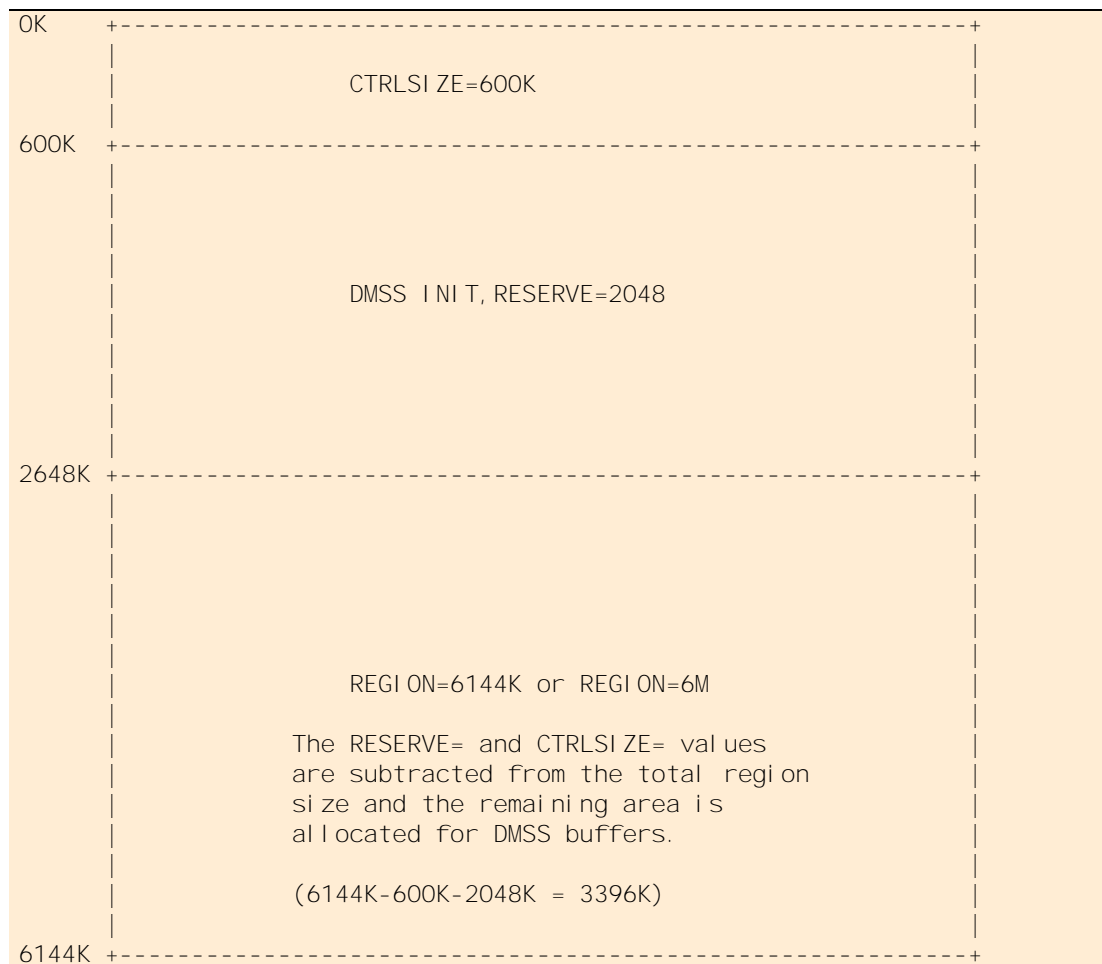 0K +-----------------------------------------------------------+
CTRLSIZE=600K
600K +-----------------------------------------------------------+
DMSS INIT,RESERVE=2048
2648K +-----------------------------------------------------------+
REGION=6144K or REGION=6M
The RESERVE= and CTRLSIZE= values
are subtracted from the total region
size and the remaining area is
allocated for DMSS buffers.
(6144K-600K-2048K = 3396K)
6144K +-----------------------------------------------------------+